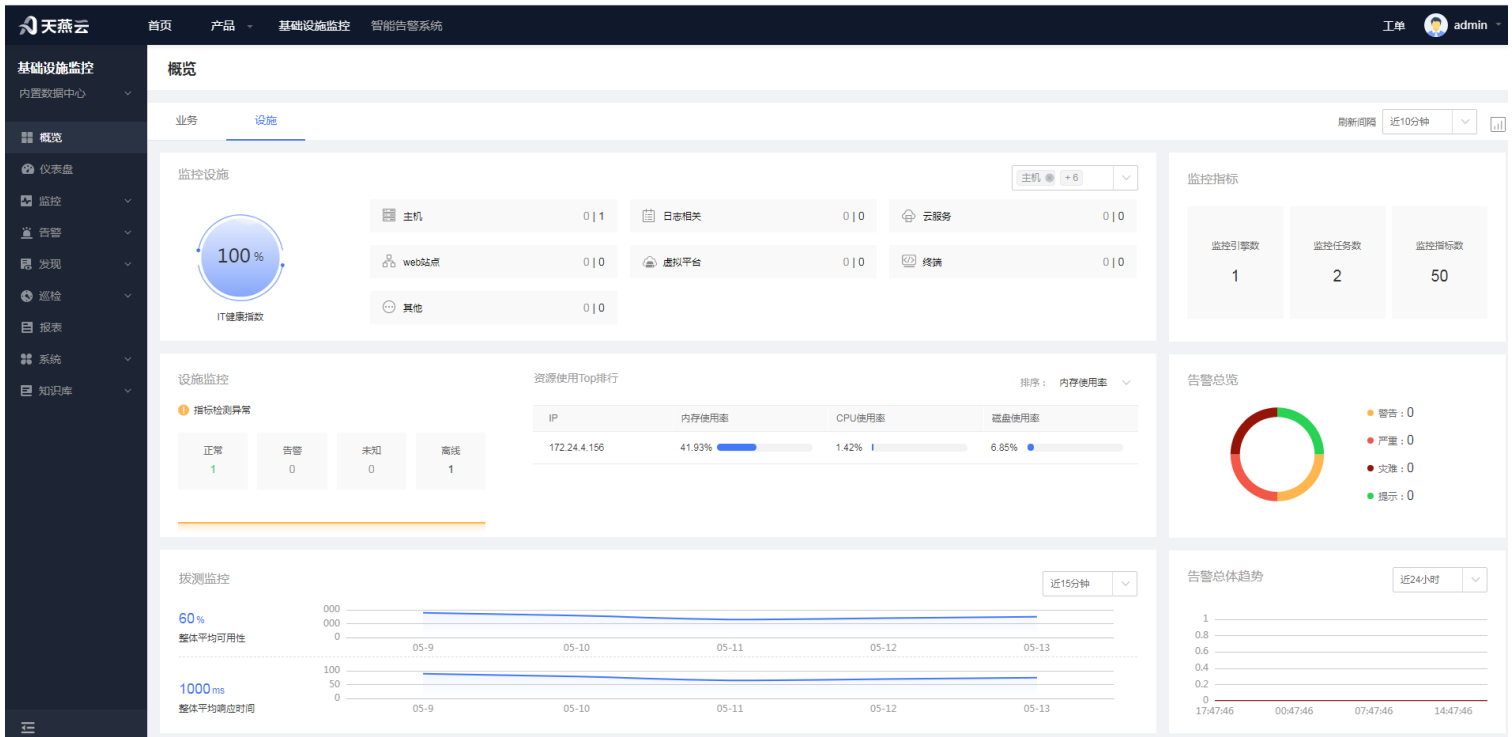 天燕云 首页 产品 基础设施监控 智能告警系统 工单 admin
基础设施监控
内置数据中心
概览
仪表盘
监控
告警
发现
巡检
报表
系统
知识库
概览
业务 设施 刷新间隔 近10分钟
监控设施 主机 +6
100 %
IT健康指数
主机 0 | 1 日志相关 0 | 0 云服务 0 | 0
web站点 0 | 0 虚拟平台 0 | 0 终端 0 | 0
其他 0 | 0
监控指标
监控引擎数 监控任务数 监控指标数
1 2 50
设施监控
指标检测异常
正常 告警 未知 离线
1 0 0 1
资源使用Top排行 排序： 内存使用率
IP 内存使用率 CPU使用率 磁盘使用率
172.24.4.156 41.93% 1.42% 6.85%
告警总览
警告：0
严重：0
灾难：0
提示：0
拨测监控 近15分钟
60 %
整体平均可用性
000
000
0
05-9 05-10 05-11 05-12 05-13
1000 ms
整体平均响应时间
100
50
0
05-9 05-10 05-11 05-12 05-13
告警总体趋势 近24小时
1
0.8
0.6
0.4
0.2
0
17:47:46 00:47:46 07:47:46 14:47:46